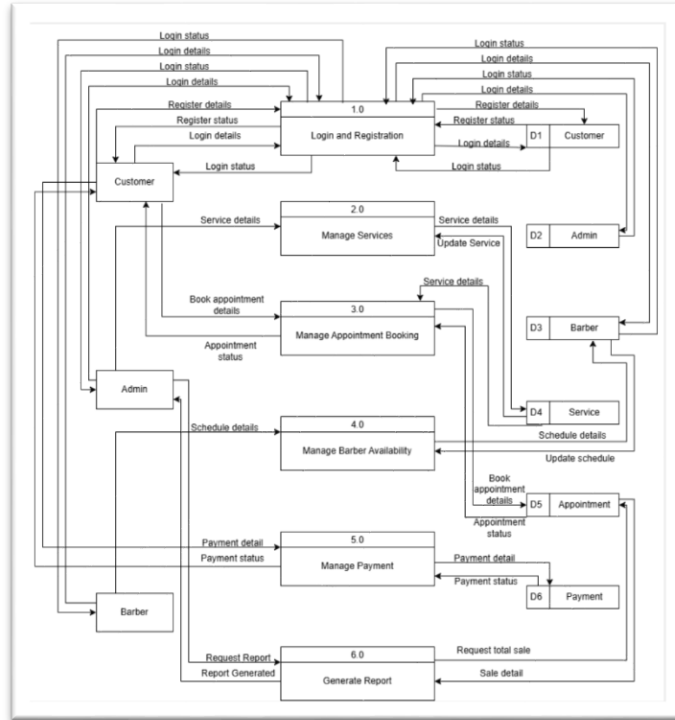 Login status
Login details
Login status
Login details
Login status
Login details
Login status
Login details
Register details
Register status
Login details
Login status
1.0
Login and Registration
Register details
Register status
Login details
Login status
D1 Customer
Customer
Service details
2.0
Manage Services
Service details
Update Service
D2 Admin
Service details
Book appointment
details
Appointment
status
3.0
Manage Appointment Booking
D3 Barber
Admin
Schedule details
4.0
Manage Barber Availability
D4 Service
Schedule details
Update schedule
Book
appointment
details
Appointment
status
D5 Appointment
Payment detail
Payment status
5.0
Manage Payment
Payment detail
Payment status
D6 Payment
Barber
Request Report
Report Generated
6.0
Generate Report
Request total sale
Sale detail